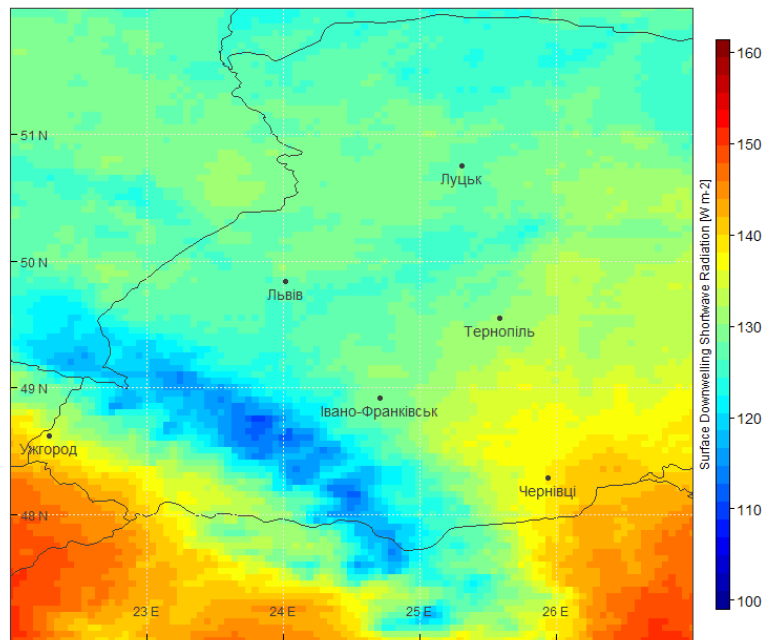 51 N
Луцьк
50 N
Львів
Тернопіль
49 N
Івано-Франківськ
Ужгород
Чернівці
48 N
23 E
24 E
25 E
26 E
160
150
140
130
120
110
100
Surface Downwelling Shortwave Radiation [W m-2]